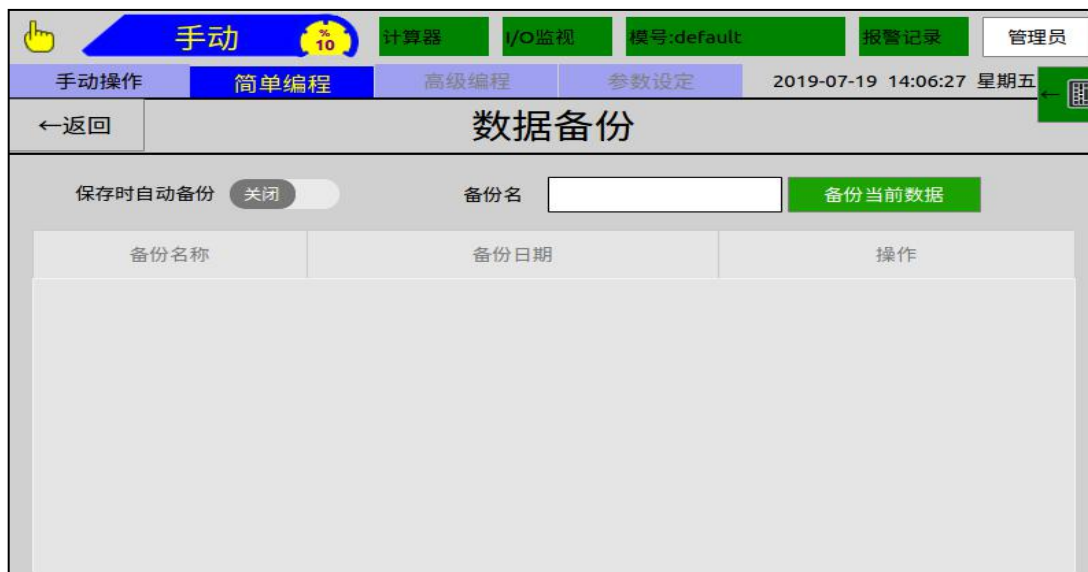 手动 % 10 计算器 I/O监视 模号:default 报警记录 管理员
手动操作 简单编程 高级编程 参数设定 2019-07-19 14:06:27 星期五 ←
←返回 数据备份
保存时自动备份 关闭 备份名 备份当前数据
备份名称 备份日期 操作